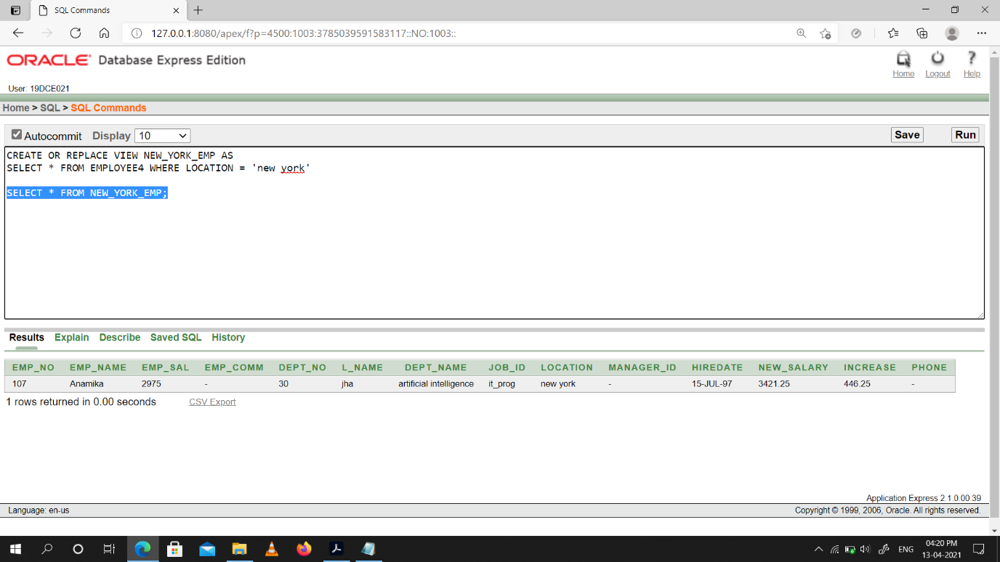 SQL Commands
127.0.0.1:8080/apex/f?p=4500:1003:3785039591583117::NO:1003::
ORACLE Database Express Edition
Home Logout Help
User: 19DCE021
Home > SQL > SQL Commands
Autocommit Display 10 Save Run
CREATE OR REPLACE VIEW NEW_YORK_EMP AS
SELECT * FROM EMPLOYEE4 WHERE LOCATION = 'new york'
SELECT * FROM NEW_YORK_EMP;
Results Explain Describe Saved SQL History
EMP_NO EMP_NAME EMP_SAL EMP_COMM DEPT_NO L_NAME DEPT_NAME JOB_ID LOCATION MANAGER_ID HIREDATE NEW_SALARY INCREASE PHONE
107 Anamika 2975 - 30 jha artificial intelligence it_prog new york - 15-JUL-97 3421.25 446.25 -
1 rows returned in 0.00 seconds CSV Export
Application Express 2.1.0.00.39
Language: en-us Copyright © 1999, 2006, Oracle. All rights reserved.
ENG 04:20 PM
13-04-2021